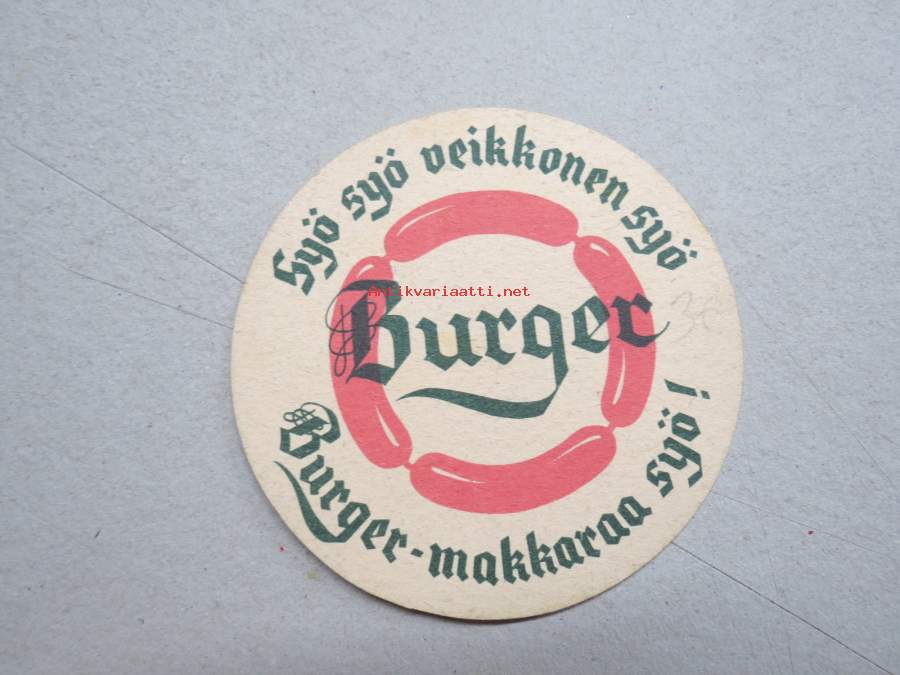 Syö syö veikkonen syö
Antikvariaatti.net
Burger
Burger-makkaraa syö!